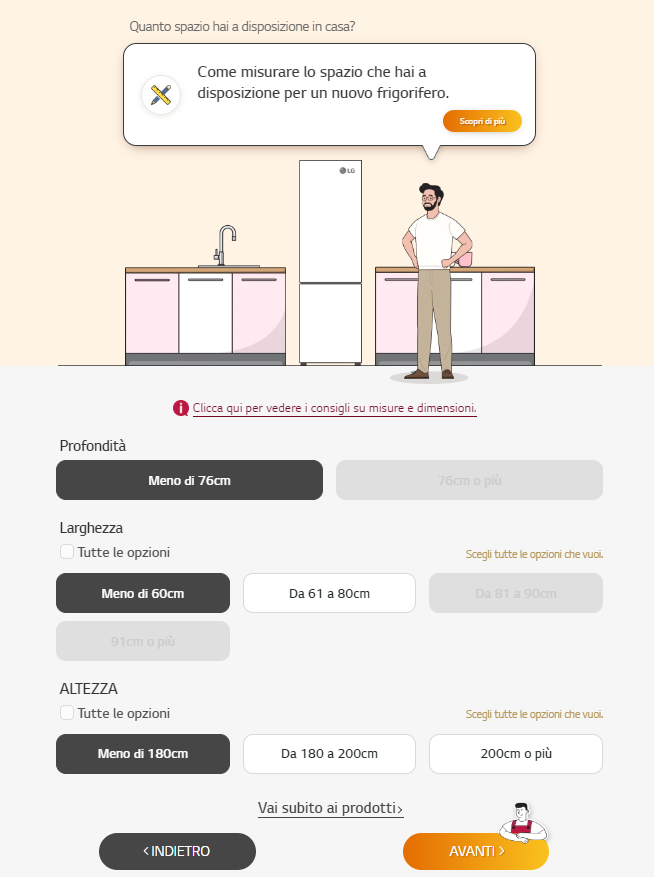 Quanto spazio hai a disposizione in casa?
Come misurare lo spazio che hai a
disposizione per un nuovo frigorifero.
Scopri di più
LG
Clicca qui per vedere i consigli su misure e dimensioni.
Profondità
Meno di 76cm
76cm o più
Larghezza
Tutte le opzioni
Scegli tutte le opzioni che vuoi.
Meno di 60cm
Da 61 a 80cm
Da 81 a 90cm
91cm o più
ALTEZZA
Tutte le opzioni
Scegli tutte le opzioni che vuoi.
Meno di 180cm
Da 180 a 200cm
200cm o più
Vai subito ai prodotti ›
‹ INDIETRO
AVANTI ›